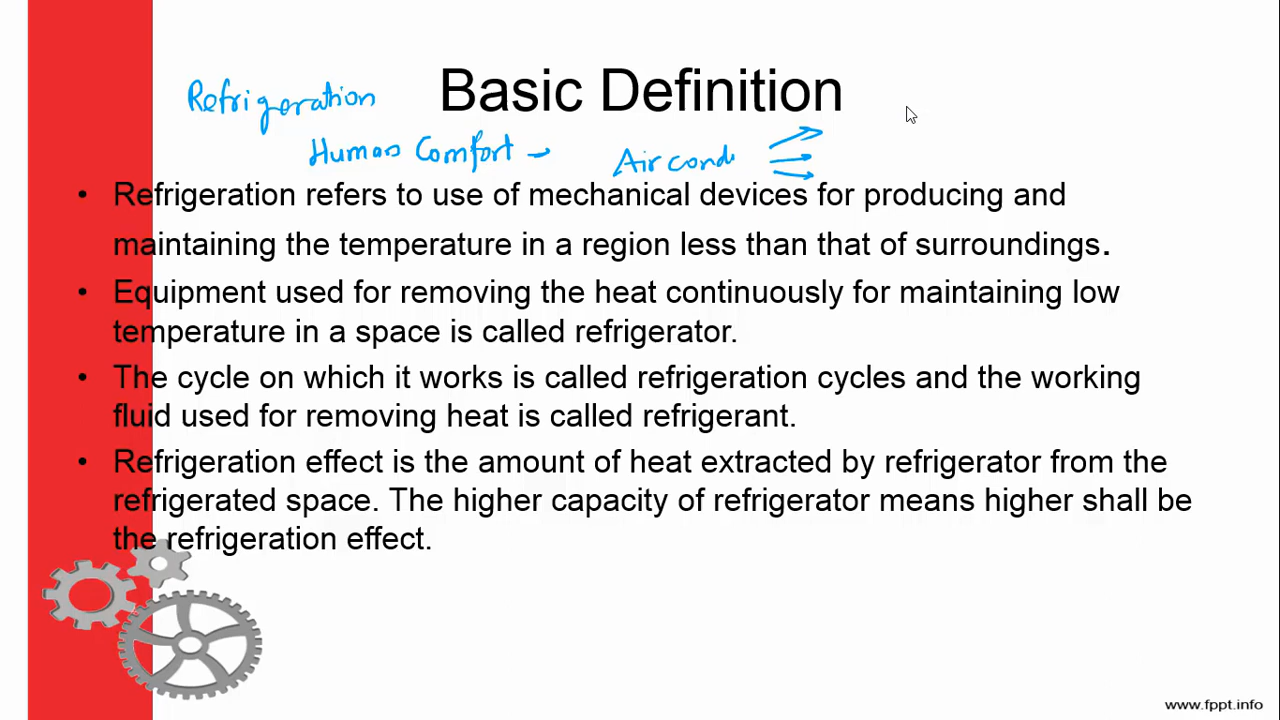 Basic Definition
Refrigeration
Human Comfort - Air cond
• Refrigeration refers to use of mechanical devices for producing and
maintaining the temperature in a region less than that of surroundings.
• Equipment used for removing the heat continuously for maintaining low
temperature in a space is called refrigerator.
• The cycle on which it works is called refrigeration cycles and the working
fluid used for removing heat is called refrigerant.
• Refrigeration effect is the amount of heat extracted by refrigerator from the
refrigerated space. The higher capacity of refrigerator means higher shall be
the refrigeration effect.
www.fppt.info